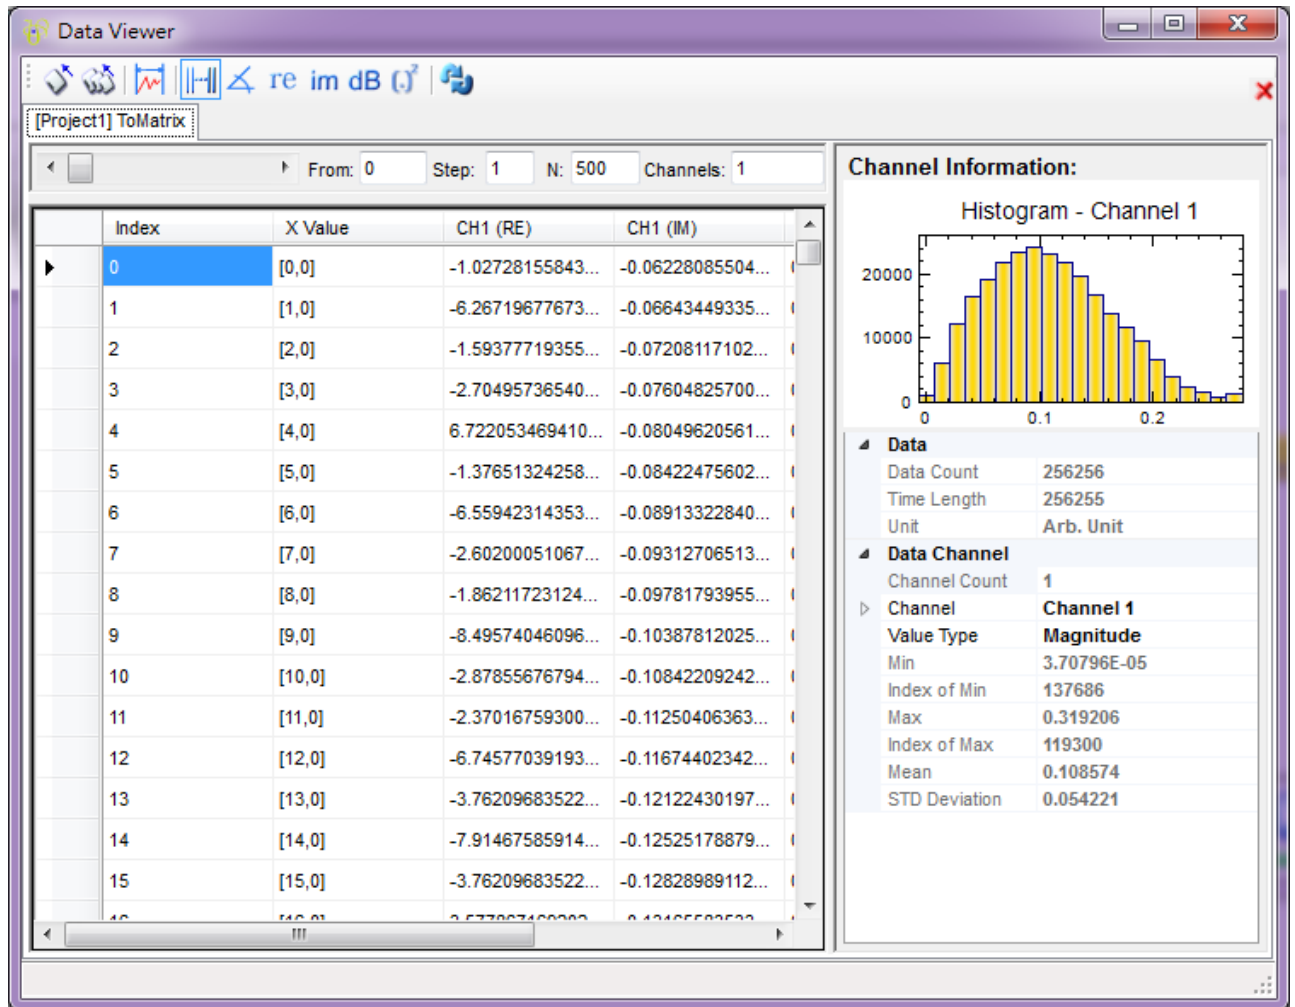 Data Viewer
re im dB (.)²
[Project1] ToMatrix
From: 0 Step: 1 N: 500 Channels: 1
Channel Information:
Histogram - Channel 1
20000
10000
0
0 0.1 0.2
Index X Value CH1 (RE) CH1 (IM)
0 [0,0] -1.02728155843... -0.06228085504...
1 [1,0] -6.26719677673... -0.06643449335...
2 [2,0] -1.59377719355... -0.07208117102...
3 [3,0] -2.70495736540... -0.07604825700...
4 [4,0] 6.722053469410... -0.08049620561...
5 [5,0] -1.37651324258... -0.08422475602...
6 [6,0] -6.55942314353... -0.08913322840...
7 [7,0] -2.60200051067... -0.09312706513...
8 [8,0] -1.86211723124... -0.09781793955...
9 [9,0] -8.49574046096... -0.10387812025...
10 [10,0] -2.87855676794... -0.10842209242...
11 [11,0] -2.37016759300... -0.11250406363...
12 [12,0] -6.74577039193... -0.11674402342...
13 [13,0] -3.76209683522... -0.12122430197...
14 [14,0] -7.91467585914... -0.12525178879...
15 [15,0] -3.76209683522... -0.12828989112...
Data
Data Count 256256
Time Length 256255
Unit Arb. Unit
Data Channel
Channel Count 1
Channel Channel 1
Value Type Magnitude
Min 3.70796E-05
Index of Min 137686
Max 0.319206
Index of Max 119300
Mean 0.108574
STD Deviation 0.054221